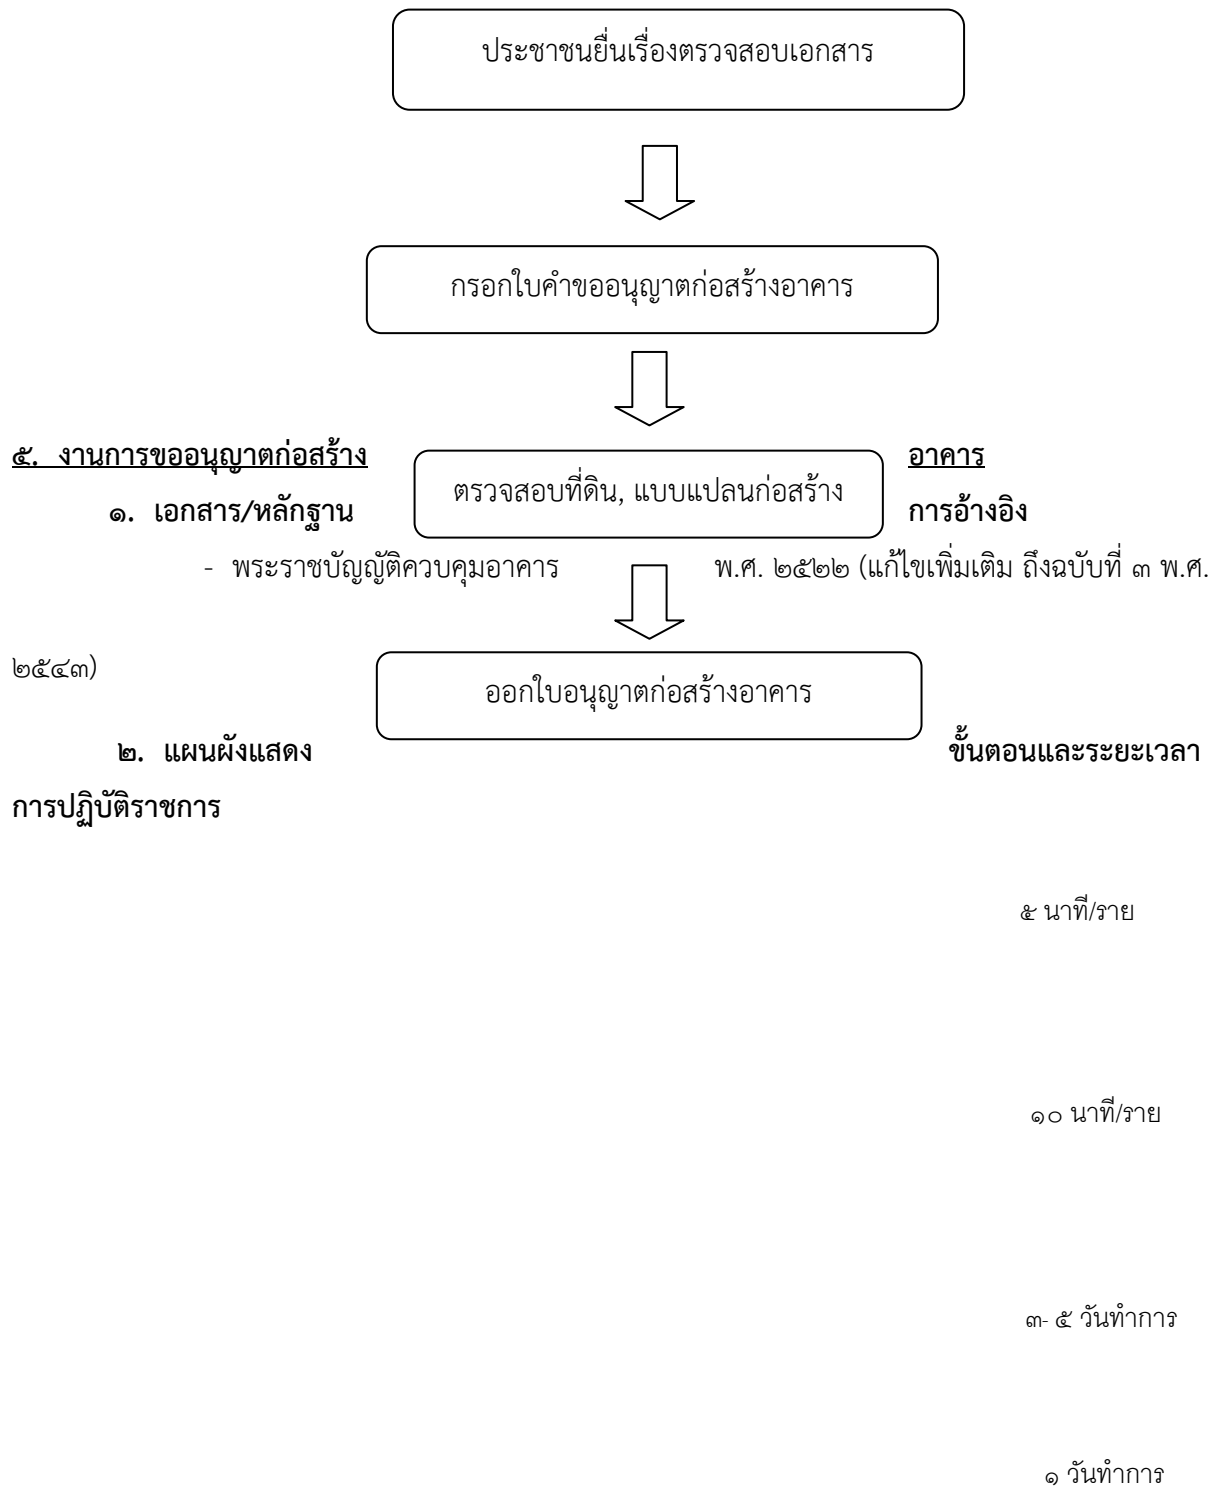 ประชาชนยื่นเรื่องตรวจสอบเอกสาร
กรอกใบคำขออนุญาตก่อสร้างอาคาร
๕. งานการขออนุญาตก่อสร้าง อาคาร
ตรวจสอบที่ดิน, แบบแปลนก่อสร้าง
๑. เอกสาร/หลักฐาน การอ้างอิง
- พระราชบัญญัติควบคุมอาคาร พ.ศ. ๒๕๒๒ (แก้ไขเพิ่มเติม ถึงฉบับที่ ๓ พ.ศ.
๒๕๔๓)
ออกใบอนุญาตก่อสร้างอาคาร
๒. แผนผังแสดง ขั้นตอนและระยะเวลา
การปฏิบัติราชการ
๕ นาที/ราย
๑๐ นาที/ราย
๓- ๕ วันทำการ
๑ วันทำการ